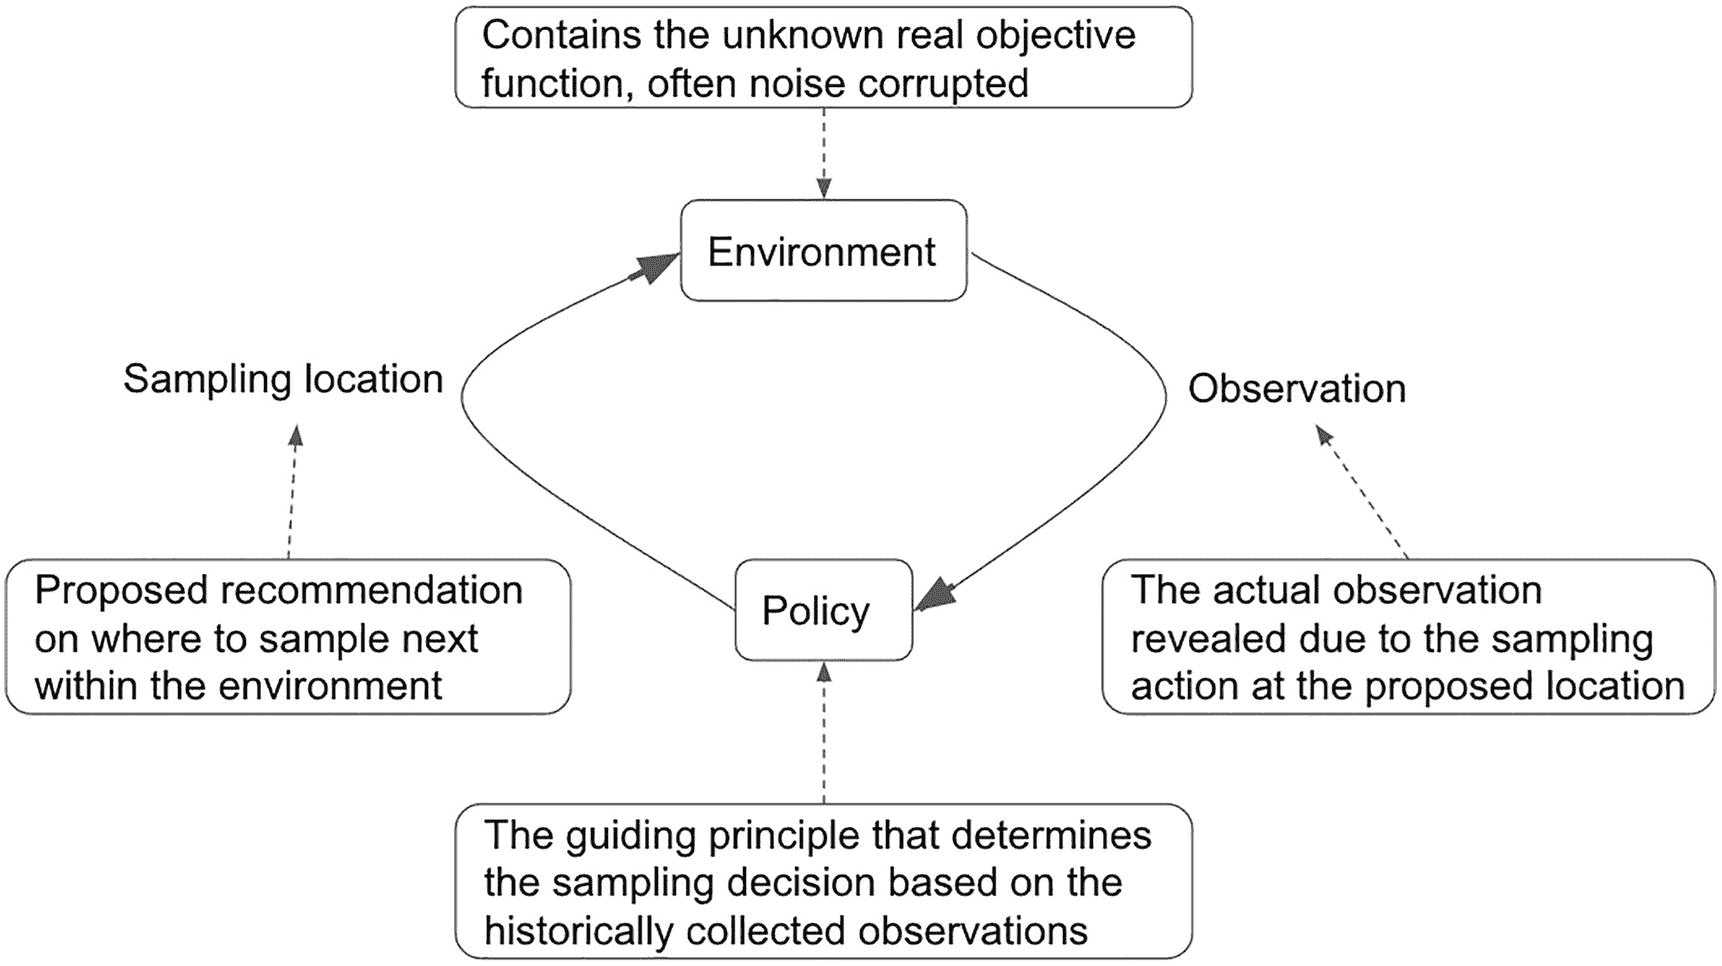 Contains the unknown real objective
function, often noise corrupted
Environment
Sampling location
Observation
Proposed recommendation
on where to sample next
within the environment
Policy
The actual observation
revealed due to the sampling
action at the proposed location
The guiding principle that determines
the sampling decision based on the
historically collected observations